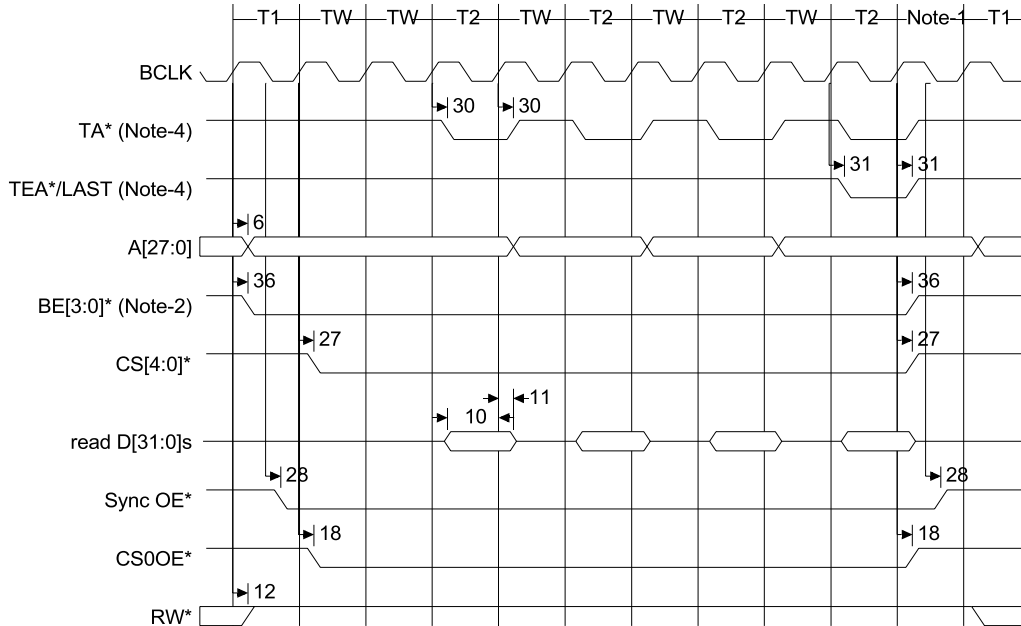 T1 TW TW T2 TW T2 TW T2 TW T2 Note-1 T1
BCLK
30 30
TA* (Note-4)
31 31
TEA*/LAST (Note-4)
6
A[27:0]
36 36
BE[3:0]* (Note-2)
27 27
CS[4:0]*
11
10
read D[31:0]s
28 28
Sync OE*
18 18
CS0OE*
12
RW*